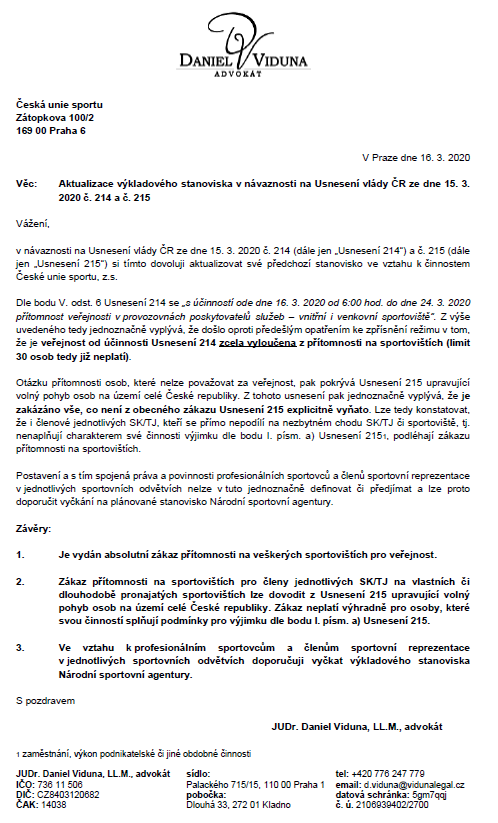 DANIEL VIDUNA
ADVOKÁT
Česká unie sportu
Zátopkova 100/2
169 00 Praha 6
V Praze dne 16. 3. 2020
Věc: Aktualizace výkladového stanoviska v návaznosti na Usnesení vlády ČR ze dne 15. 3.
2020 č. 214 a č. 215
Vážení,
v návaznosti na Usnesení vlády ČR ze dne 15. 3. 2020 č. 214 (dále jen „Usnesení 214“) a č. 215 (dále
jen „Usnesení 215“) si tímto dovoluji aktualizovat své předchozí stanovisko ve vztahu k činnostem
České unie sportu, z.s.
Dle bodu V. odst. 6 Usnesení 214 se „s účinností ode dne 16. 3. 2020 od 6:00 hod. do dne 24. 3. 2020
přítomnost veřejnosti v provozovnách poskytovatelů služeb – vnitřní i venkovní sportoviště“. Z výše
uvedeného tedy jednoznačně vyplývá, že došlo oproti předešlým opatřením ke zpřísnění režimu v tom,
že je veřejnost od účinnosti Usnesení 214 zcela vyloučena z přítomnosti na sportovištích (limit
30 osob tedy již neplatí).
Otázku přítomnosti osob, které nelze považovat za veřejnost, pak pokrývá Usnesení 215 upravující
volný pohyb osob na území celé České republiky. Z tohoto usnesení pak jednoznačně vyplývá, že je
zakázáno vše, co není z obecného zákazu Usnesení 215 explicitně vyňato. Lze tedy konstatovat,
že i členové jednotlivých SK/TJ, kteří se přímo nepodílí na nezbytném chodu SK/TJ či sportoviště, tj.
nenaplňují charakterem své činnosti výjimku dle bodu I. písm. a) Usnesení 215₁, podléhají zákazu
přítomnosti na sportovištích.
Postavení a s tím spojená práva a povinnosti profesionálních sportovců a členů sportovní reprezentace
v jednotlivých sportovních odvětvích nelze v tuto jednoznačně definovat či předjímat a lze proto
doporučit vyčkání na plánované stanovisko Národní sportovní agentury.
Závěry:
1. Je vydán absolutní zákaz přítomnosti na veškerých sportovištích pro veřejnost.
2. Zákaz přítomnosti na sportovištích pro členy jednotlivých SK/TJ na vlastních či
dlouhodobě pronajatých sportovištích lze dovodit z Usnesení 215 upravující volný
pohyb osob na území celé České republiky. Zákaz neplatí výhradně pro osoby, které
svou činností splňují podmínky pro výjimku dle bodu I. písm. a) Usnesení 215.
3. Ve vztahu k profesionálním sportovcům a členům sportovní reprezentace
v jednotlivých sportovních odvětvích doporučuji vyčkat výkladového stanoviska
Národní sportovní agentury.
S pozdravem
JUDr. Daniel Viduna, LL.M., advokát
1 zaměstnání, výkon podnikatelské či jiné obdobné činnosti
JUDr. Daniel Viduna, LL.M., advokát sídlo: tel: +420 776 247 779
IČO: 736 11 506 Palackého 715/15, 110 00 Praha 1 email: d.viduna@vidunalegal.cz
DIČ: CZ8403120682 pobočka: datová schránka: 5gm7qqj
ČAK: 14038 Dlouhá 33, 272 01 Kladno č. ú. 2106939402/2700